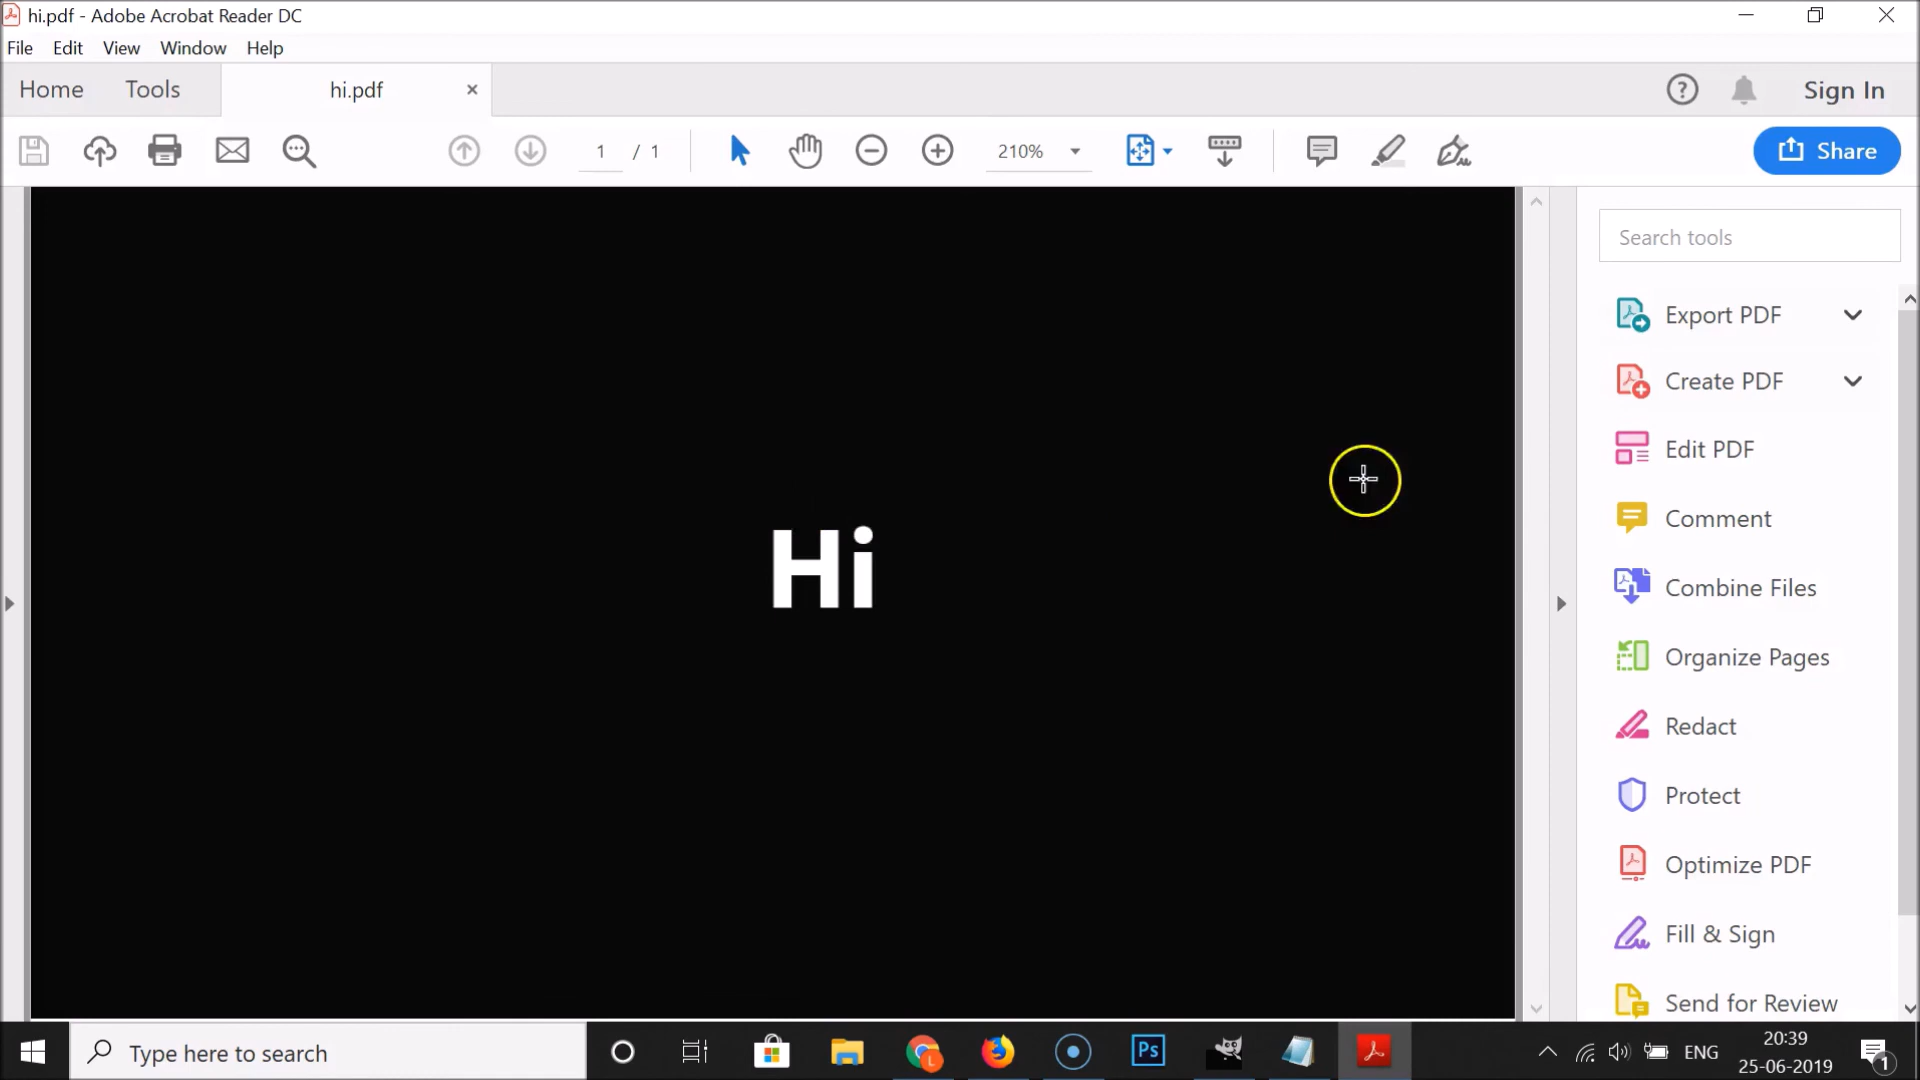 hi.pdf - Adobe Acrobat Reader DC
File Edit View Window Help
Home Tools hi.pdf × ? Sign In
1 / 1 210% Share
Search tools
Export PDF
Create PDF
Edit PDF
Comment
Combine Files
Organize Pages
Redact
Protect
Optimize PDF
Fill & Sign
Send for Review
Hi
Type here to search
Ps
L
ENG
20:39
25-06-2019
1